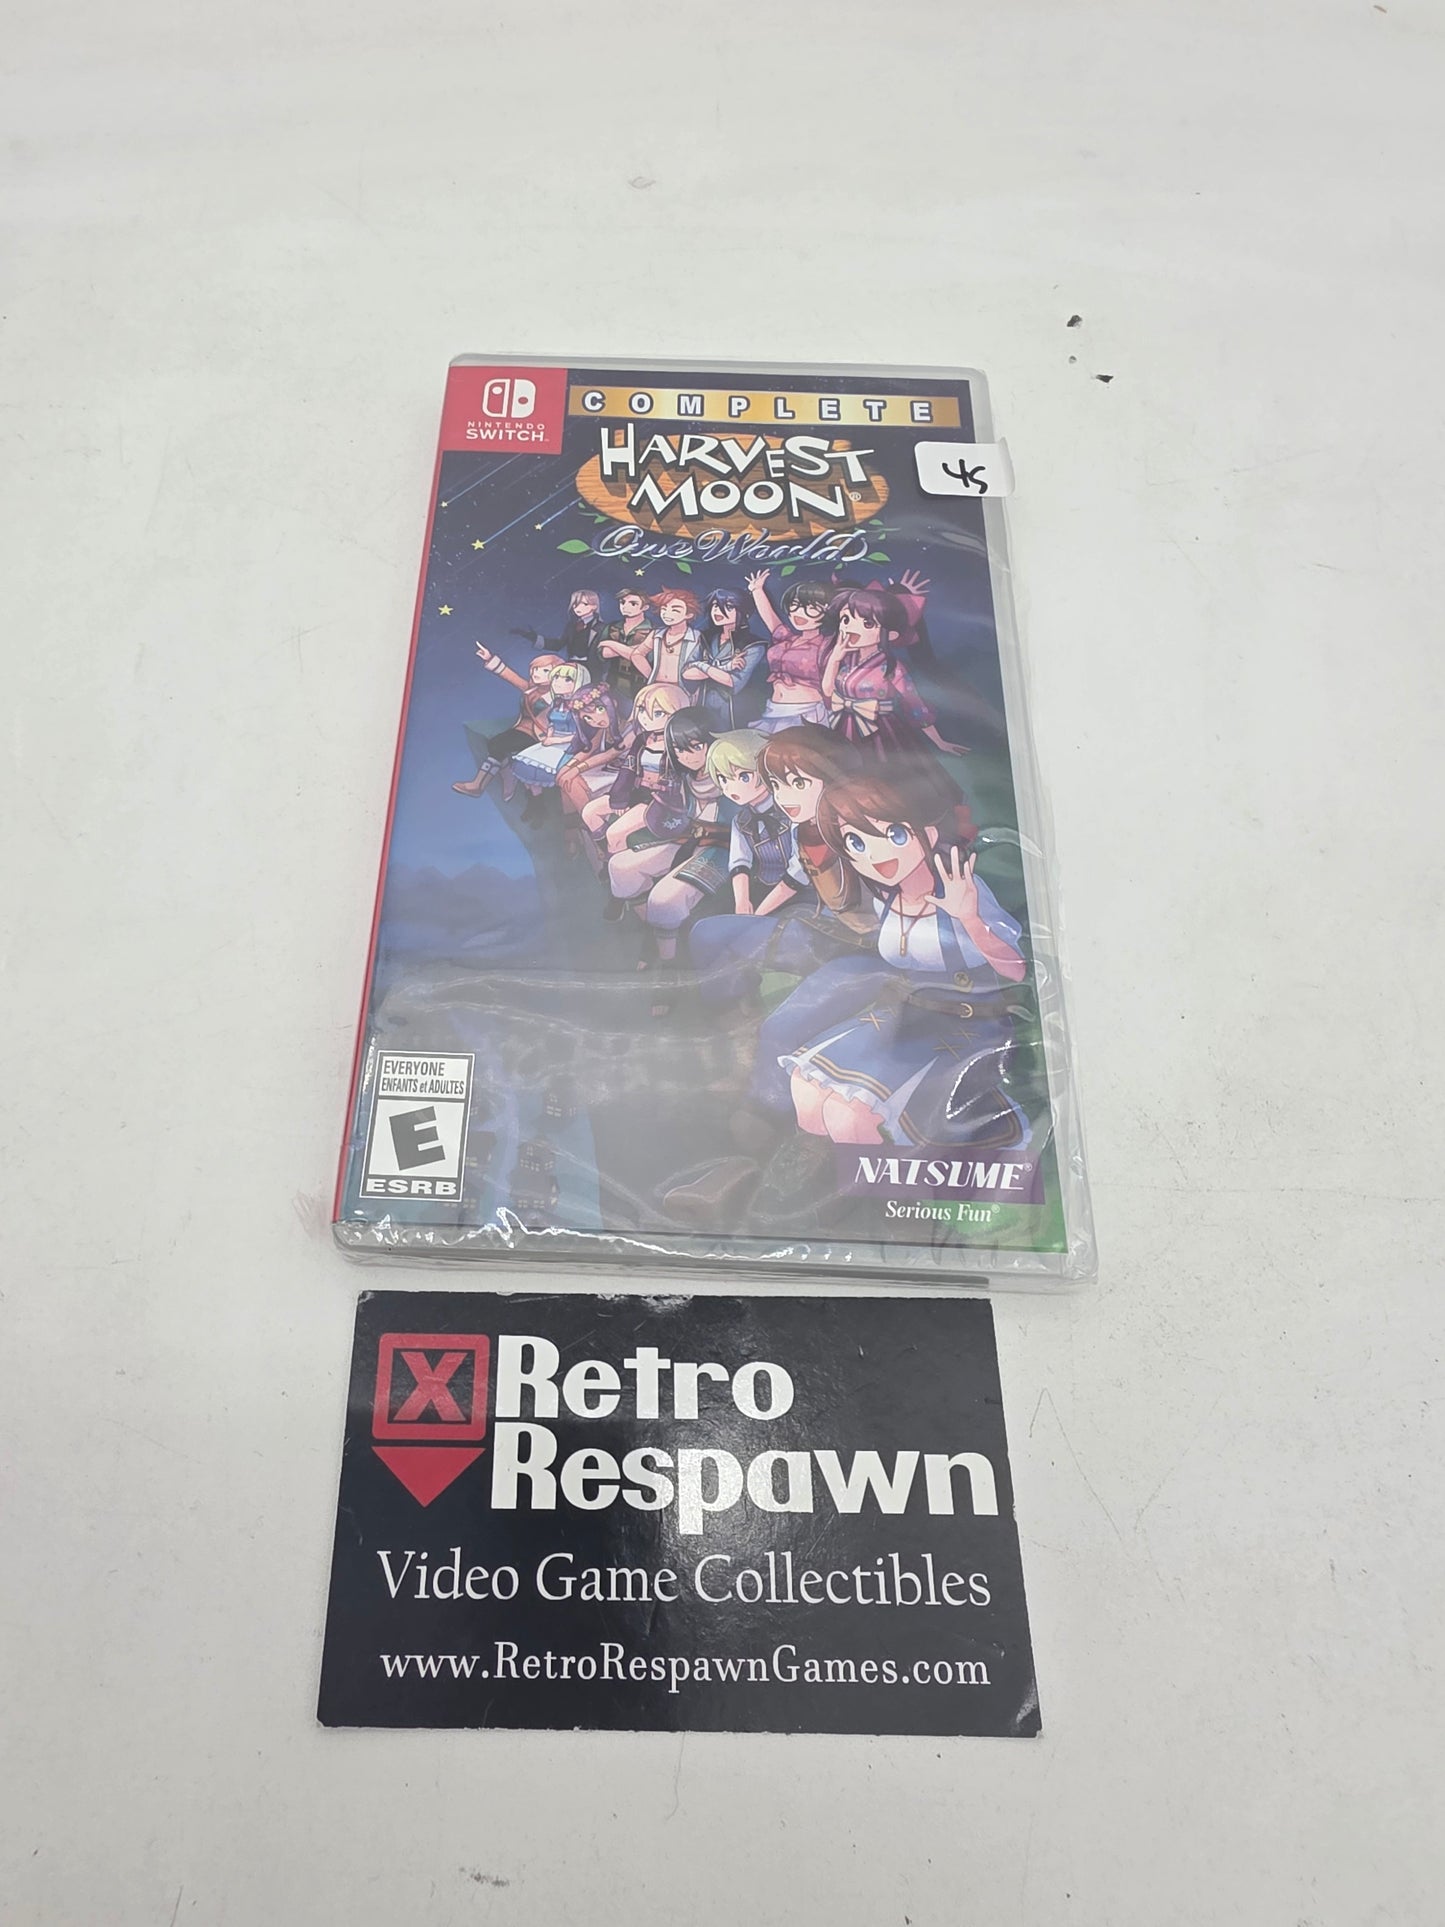 NINTENDO
SWITCH™
COMPLETE
HARVEST
MOON®
One World
45
EVERYONE
ENFANTS et ADULTES
E
ESRB
NATSUME®
Serious Fun®
X
Retro
Respawn
Video Game Collectibles
www.RetroRespawnGames.com